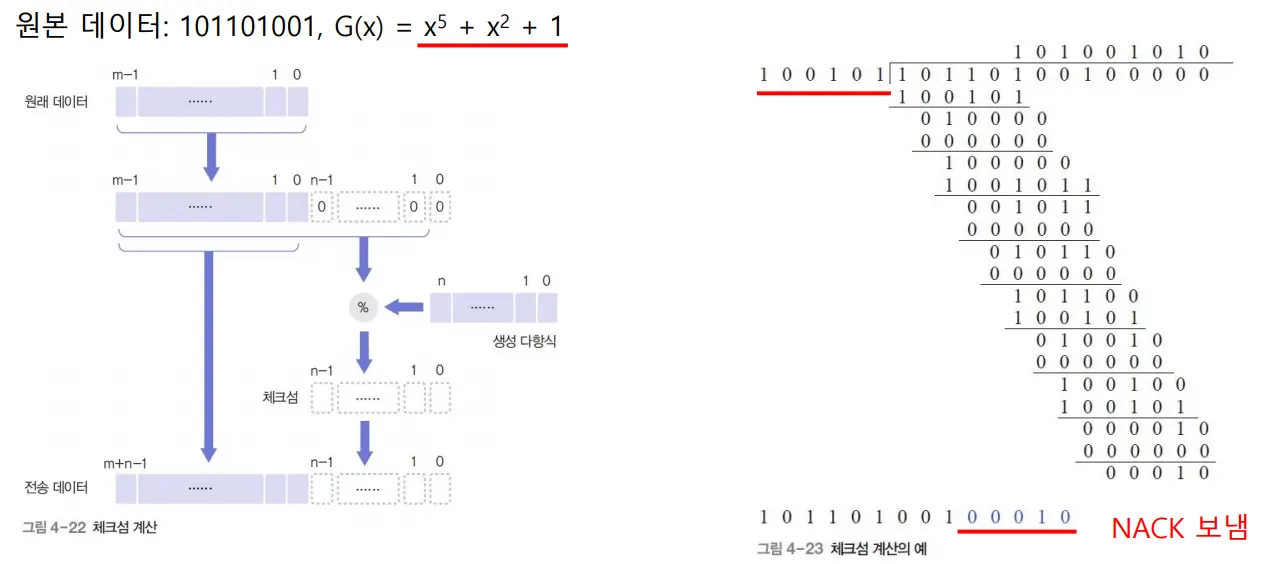 원본 데이터: 101101001, G(x) = x⁵ + x² + 1
m−1 1 0
원래 데이터 ······
m−1 1 0 n−1 1 0
······ 0 ······ 0 0
n 1 0
% ······
생성 다항식
n−1 1 0
체크섬 ······
m+n−1 n−1 1 0
전송 데이터 ······ ······
그림 4-22 체크섬 계산
1 0 1 0 0 1 0 1 0
1 0 0 1 0 1 1 0 1 1 0 1 0 0 1 0 0 0 0 0
1 0 0 1 0 1
0 1 0 0 0 0
0 0 0 0 0 0
1 0 0 0 0 0
1 0 0 1 0 1 1
0 0 1 0 1 1
0 0 0 0 0 0
0 1 0 1 1 0
0 0 0 0 0 0
1 0 1 1 0 0
1 0 0 1 0 1
0 1 0 0 1 0
0 0 0 0 0 0
1 0 0 1 0 0
1 0 0 1 0 1
0 0 0 0 1 0
0 0 0 0 0 0
0 0 0 1 0
1 0 1 1 0 1 0 0 1 0 0 0 1 0
NACK 보냄
그림 4-23 체크섬 계산의 예